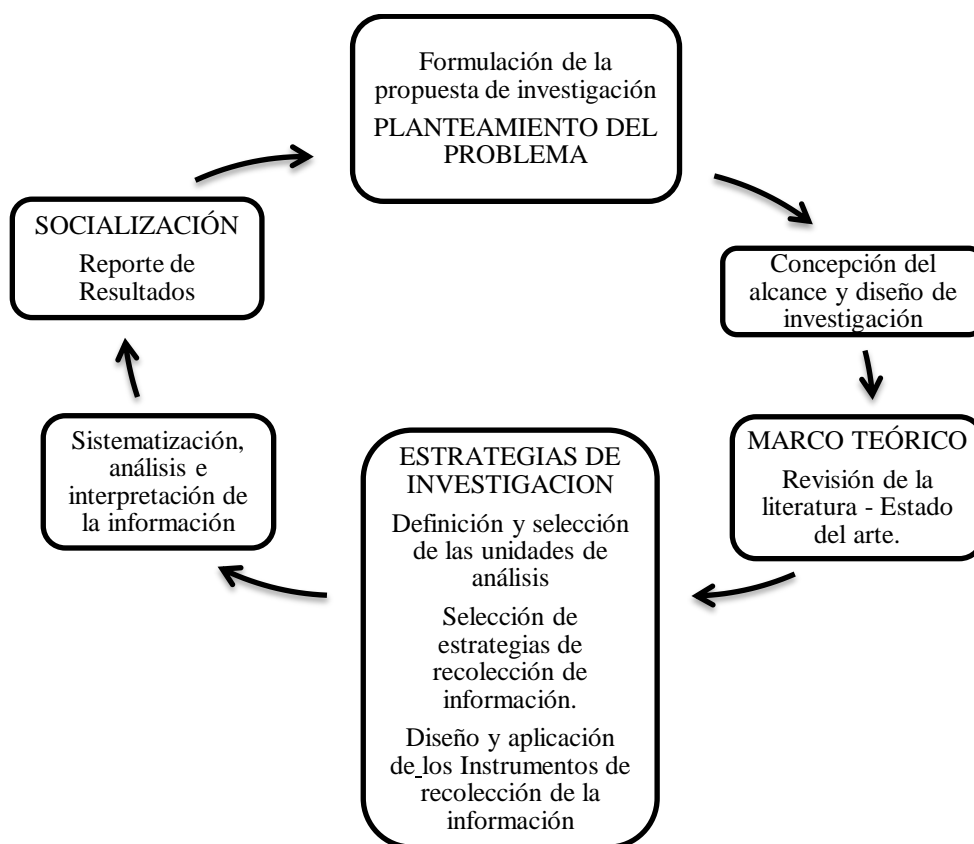 Formulación de la
propuesta de investigación
PLANTEAMIENTO DEL
PROBLEMA
Concepción del
alcance y diseño de
investigación
MARCO TEÓRICO
Revisión de la
literatura - Estado
del arte.
ESTRATEGIAS DE
INVESTIGACION
Definición y selección
de las unidades de
análisis
Selección de
estrategias de
recolección de
información.
Diseño y aplicación
de los Instrumentos de
recolección de la
información
Sistematización,
análisis e
interpretación de
la información
SOCIALIZACIÓN
Reporte de
Resultados